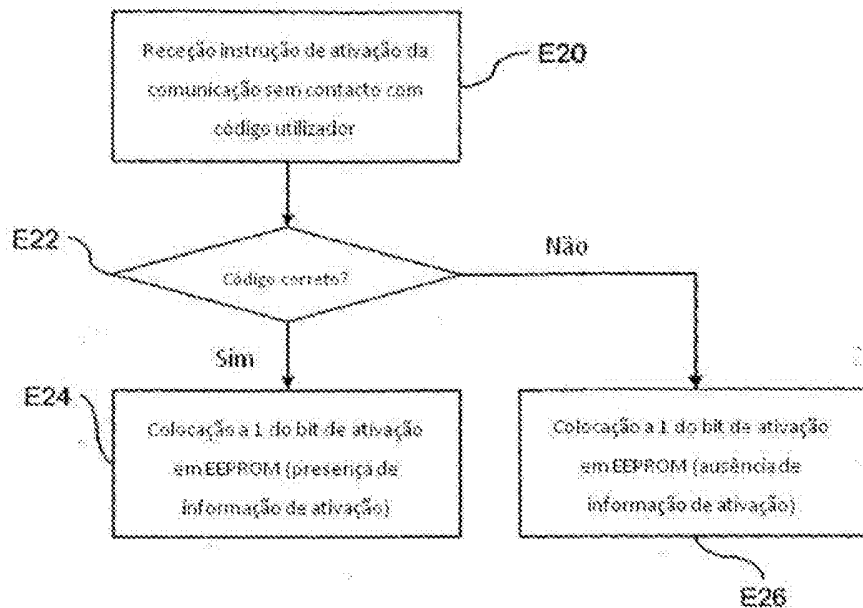 Receção instrução de ativação da
comunicação sem contacto com
código utilizador
E20
E22
Código correto?
Não
Sim
E24
Colocação a 1 do bit de ativação
em EEPROM (presença de
informação de ativação)
Colocação a 1 do bit de ativação
em EEPROM (ausência de
informação de ativação)
E26